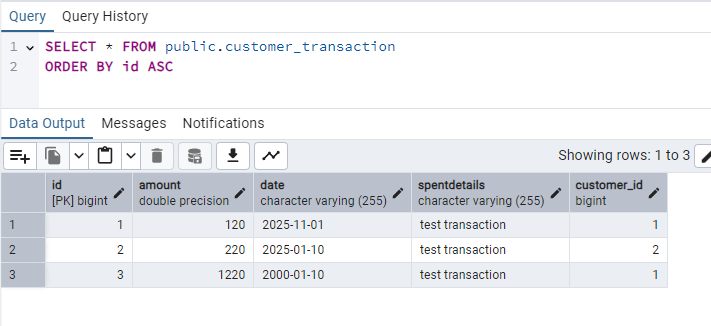 Query Query History
1 SELECT * FROM public.customer_transaction
2 ORDER BY id ASC
Data Output Messages Notifications
Showing rows: 1 to 3
id amount date spentdetails customer_id
[PK] bigint double precision character varying (255) character varying (255) bigint
1 1 120 2025-11-01 test transaction 1
2 2 220 2025-01-10 test transaction 2
3 3 1220 2000-01-10 test transaction 1